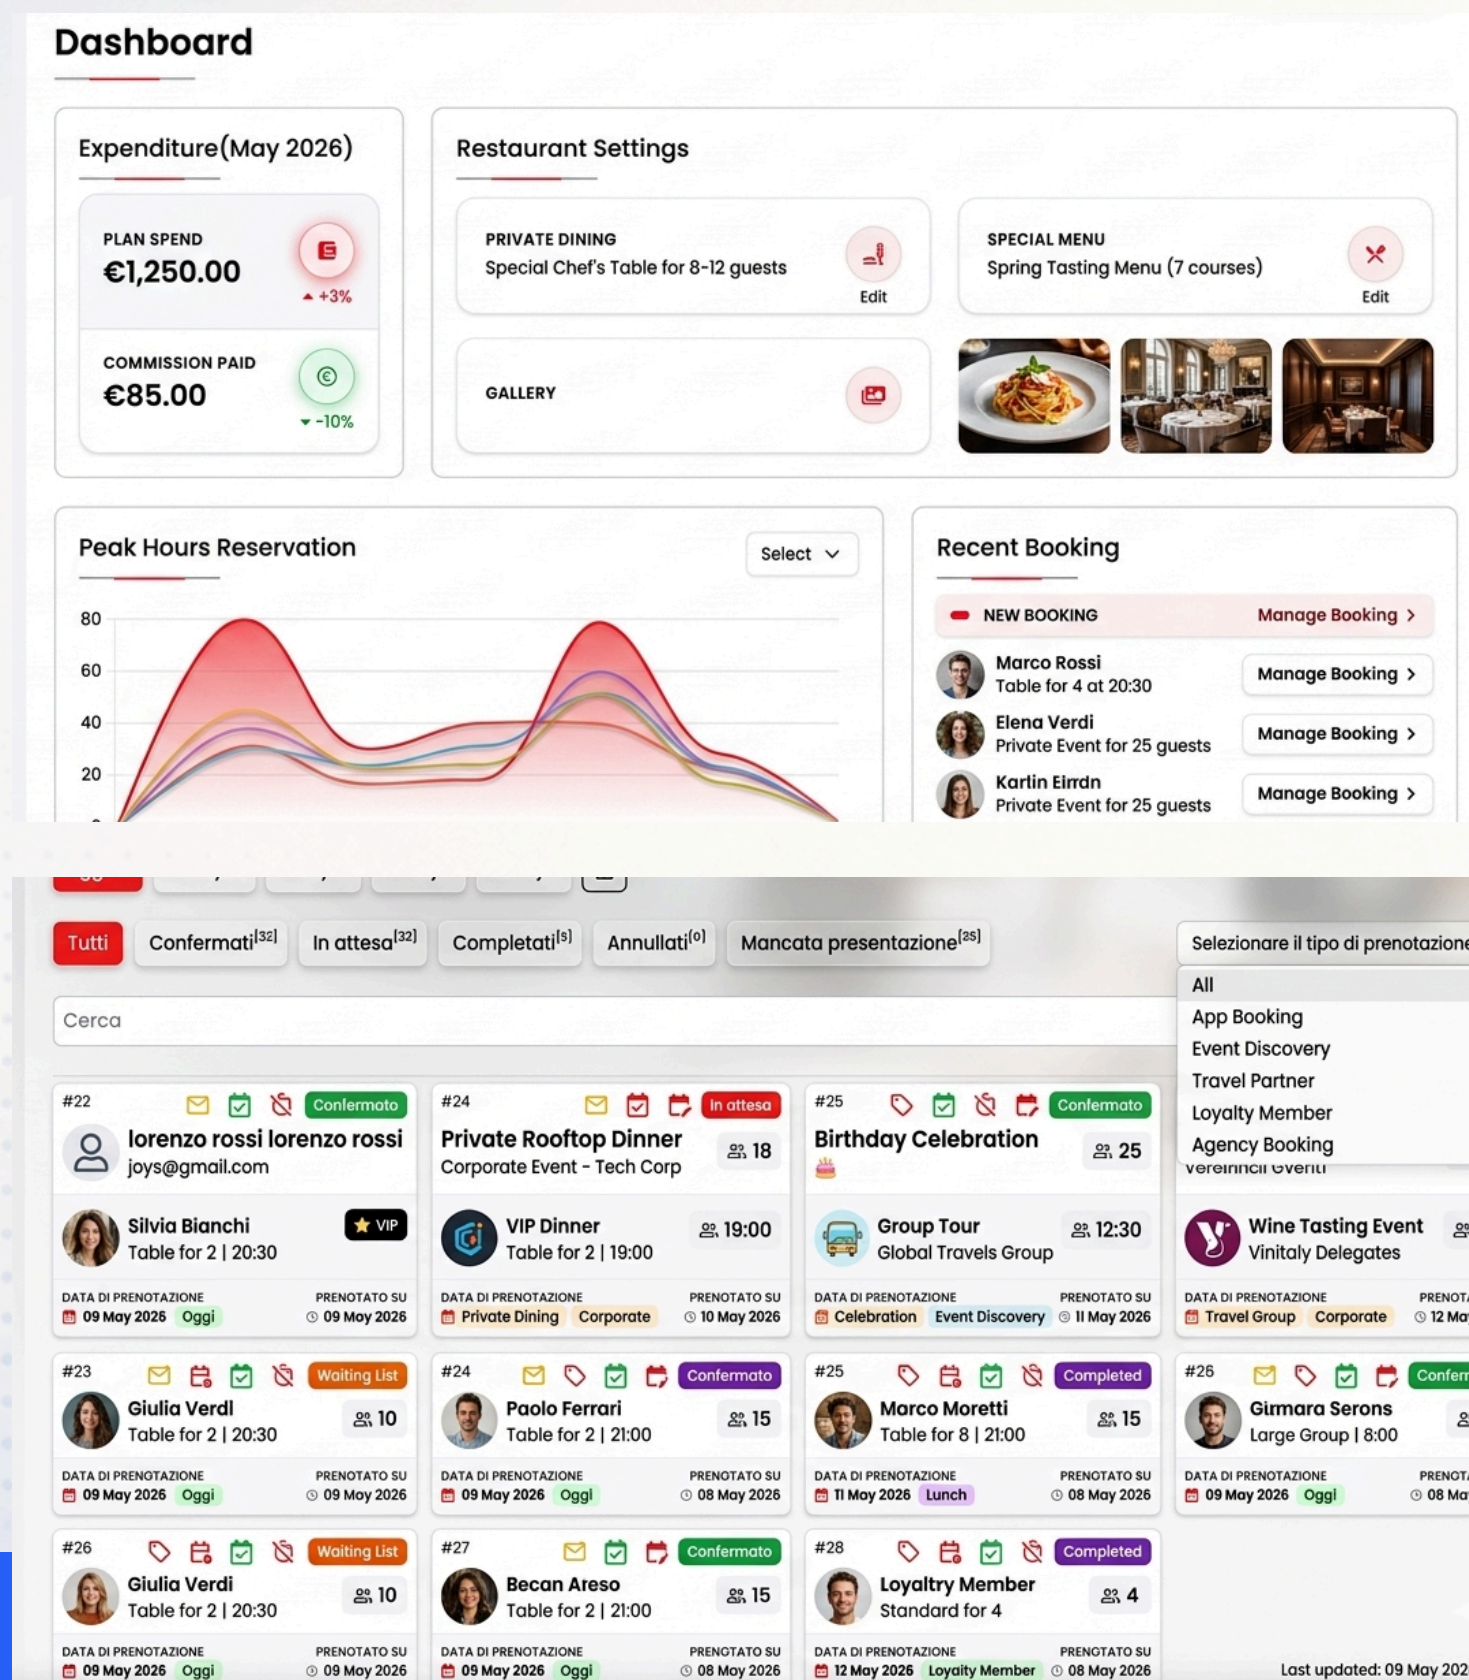 Dashboard
Expenditure(May 2026)
PLAN SPEND
€1,250.00
+3%
COMMISSION PAID
€85.00
-10%
Restaurant Settings
PRIVATE DINING
Special Chef's Table for 8-12 guests
Edit
SPECIAL MENU
Spring Tasting Menu (7 courses)
Edit
GALLERY
Peak Hours Reservation
Select
80
60
40
20
Recent Booking
NEW BOOKING Manage Booking >
Marco Rossi
Table for 4 at 20:30
Manage Booking >
Elena Verdi
Private Event for 25 guests
Manage Booking >
Karlin Eirrdn
Private Event for 25 guests
Manage Booking >
Tutti Confermati[32] In attesa[32] Completati[5] Annullati[0] Mancata presentazione[25]
Selezionare il tipo di prenotazione
All
App Booking
Event Discovery
Travel Partner
Loyalty Member
Agency Booking
Cerca
#22 Confermato
lorenzo rossi lorenzo rossi
joys@gmail.com
Silvia Bianchi VIP
Table for 2 | 20:30
DATA DI PRENOTAZIONE PRENOTATO SU
09 May 2026 Oggi 09 May 2026
#24 In attesa
Private Rooftop Dinner 18
Corporate Event - Tech Corp
VIP Dinner 19:00
Table for 2 | 19:00
DATA DI PRENOTAZIONE PRENOTATO SU
Private Dining Corporate 10 May 2026
#25 Confermato
Birthday Celebration 25
Group Tour 12:30
Global Travels Group
DATA DI PRENOTAZIONE PRENOTATO SU
Celebration Event Discovery 11 May 2026
Wine Tasting Event
Vinitaly Delegates
DATA DI PRENOTAZIONE PRENOTA
Travel Group Corporate 12 Ma
#23 Waiting List
Giulia Verdl 10
Table for 2 | 20:30
DATA DI PRENOTAZIONE PRENOTATO SU
09 May 2026 Oggi 09 May 2026
#24 Confermato
Paolo Ferrari 15
Table for 2 | 21:00
DATA DI PRENOTAZIONE PRENOTATO SU
09 May 2026 Oggi 08 May 2026
#25 Completed
Marco Moretti 15
Table for 8 | 21:00
DATA DI PRENOTAZIONE PRENOTATO SU
11 May 2026 Lunch 08 May 2026
#26 Conferm
Gumara Serons
Large Group | 8:00
DATA DI PRENOTAZIONE PRENOTA
09 May 2026 Oggi 08 Ma
#26 Waiting List
Giulia Verdi 10
Table for 2 | 20:30
DATA DI PRENOTAZIONE PRENOTATO SU
09 May 2026 Oggi 09 May 2026
#27 Confermato
Becan Areso 15
Table for 2 | 21:00
DATA DI PRENOTAZIONE PRENGTATO SU
09 May 2026 Oggi 08 May 2026
#28 Completed
Loyaltry Member 4
Standard for 4
DATA DI PRENOTAZIONE PRENOTATO SU
12 May 2026 Loyaity Member 08 May 2026
Last updated: 09 May 202